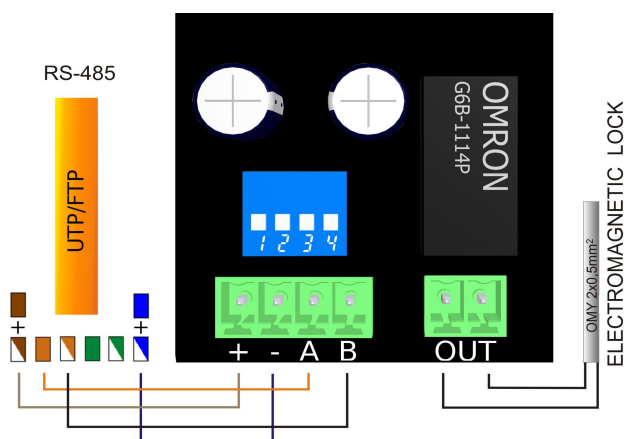 RS-485
UTP/FTP
+
+
OMRON
G6B-1114P
1 2 3 4
+ - A B
OUT
OMY 2x0,5mm²
ELECTROMAGNETIC LOCK